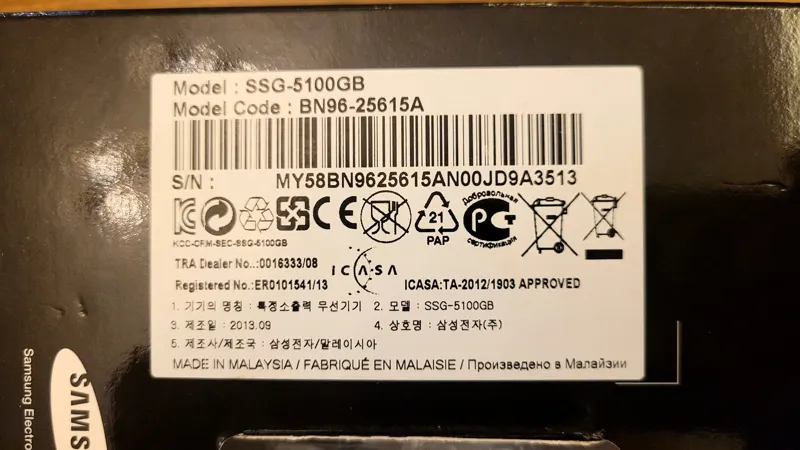 Model : SSG-5100GB
Model Code : BN96-25615A
S/N : MY58BN9625615AN00JD9A3513
21
PAP
Добровольная
сертификация
KCC-CRM-SEC-SSG-5100GB
TRA Dealer No.:0016333/08
ICASA
Registered No.:ER0101541/13
ICASA:TA-2012/1903 APPROVED
1. 기기의 명칭 : 특정소출력 무선기기 2. 모델 : SSG-5100GB
3. 제조일 : 2013.09 4. 상호명 : 삼성전자(주)
5. 제조사/제조국 : 삼성전자/말레이시아
MADE IN MALAYSIA / FABRIQUÉ EN MALAISIE / Произведено в Малайзии